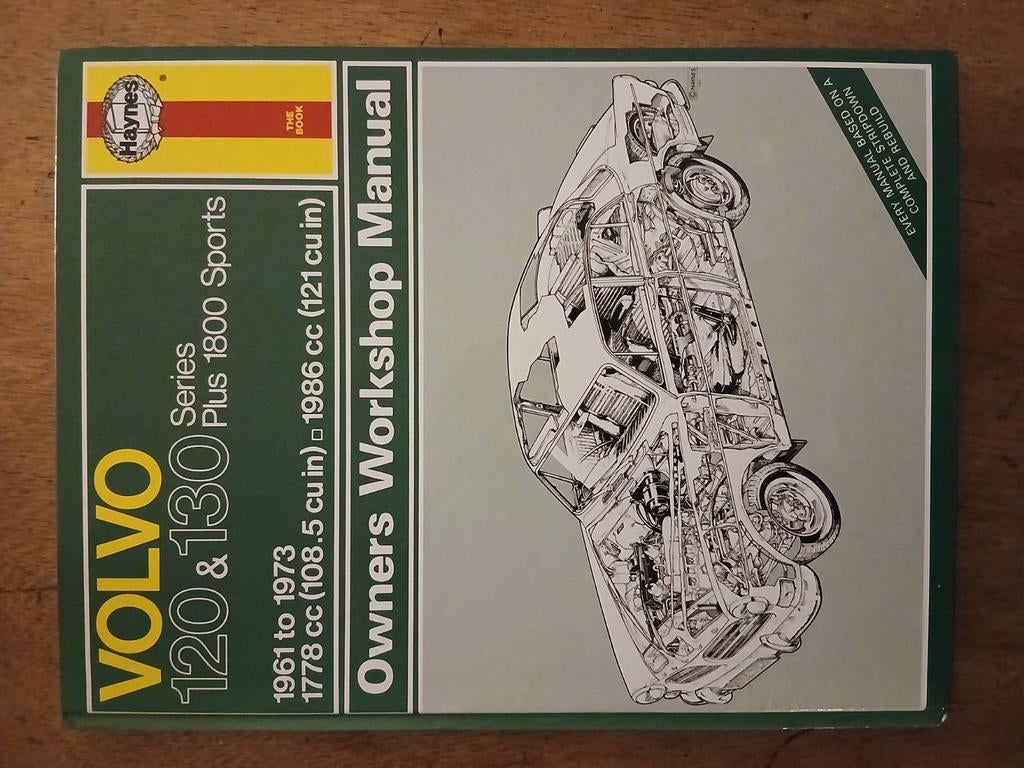 VOLVO
120 & 130 Series
Plus 1800 Sports
1961 to 1973
1778 cc (108.5 cu in) □ 1986 cc (121 cu in)
Haynes®
THE
BOOK
Owners Workshop Manual
© HAYNES
EVERY MANUAL BASED ON A
COMPLETE STRIPDOWN
AND REBUILD